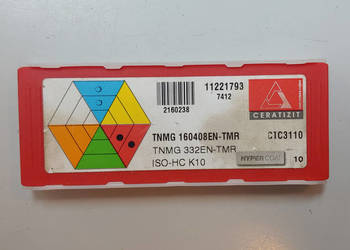 11221793
7412
2160238
CERATIZIT
TNMG 160408EN-TMR CTC3110
TNMG 332EN-TMR
ISO-HC K10 HYPERCOAT 10